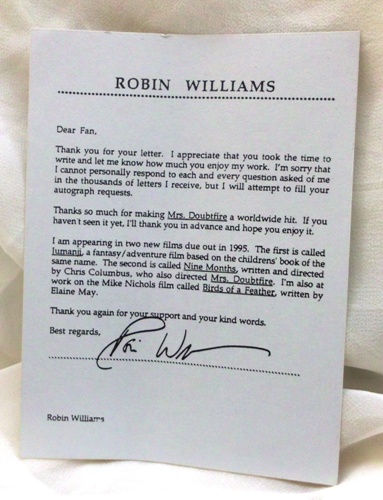 ROBIN WILLIAMS
Dear Fan,
Thank you for your letter. I appreciate that you took the time to
write and let me know how much you enjoy my work. I'm sorry that
I cannot personally respond to each and every question asked of me
in the thousands of letters I receive, but I will attempt to fill your
autograph requests.
Thanks so much for making Mrs. Doubtfire a worldwide hit. If you
haven't seen it yet, I'll thank you in advance and hope you enjoy it.
I am appearing in two new films due out in 1995. The first is called
Jumanji, a fantasy/adventure film based on the childrens' book of the
same name. The second is called Nine Months, written and directed
by Chris Columbus, who also directed Mrs. Doubtfire. I'm also at
work on the Mike Nichols film called Birds of a Feather, written by
Elaine May.
Thank you again for your support and your kind words.
Best regards,
Robin Williams